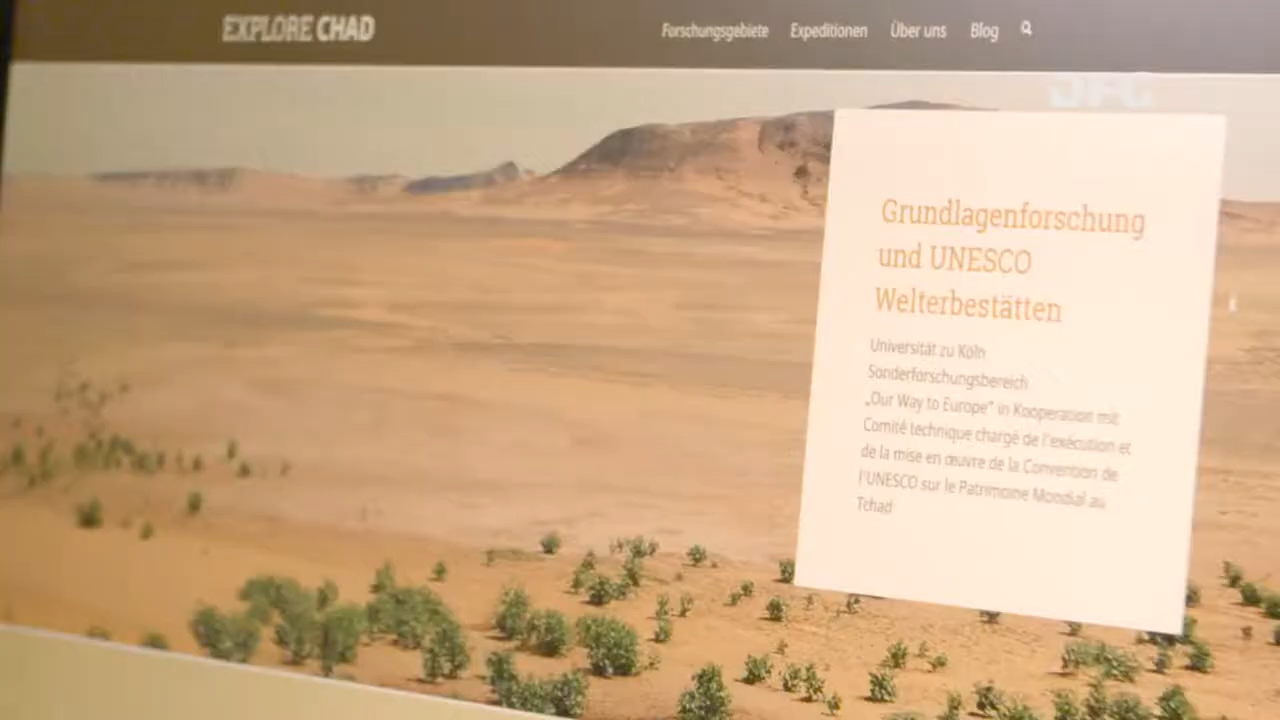 EXPLORE CHAD
Forschungsgebiete Expeditionen Über uns Blog
DFG
Grundlagenforschung
und UNESCO
Welterbestätten
Universität zu Köln
Sonderforschungsbereich
„Our Way to Europe“ in Kooperation mit
Comité technique chargé de l'exécution et
de la mise en œuvre de la Convention de
l'UNESCO sur le Patrimoine Mondial au
Tchad